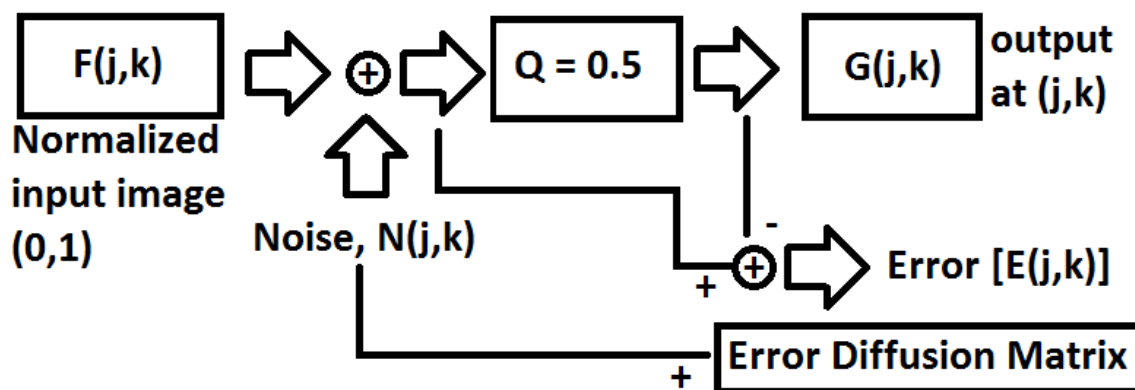 F(j,k)
+
Q = 0.5
G(j,k)
output
at (j,k)
Normalized
input image
(0,1)
Noise, N(j,k)
-
+
+
Error [E(j,k)]
+
Error Diffusion Matrix